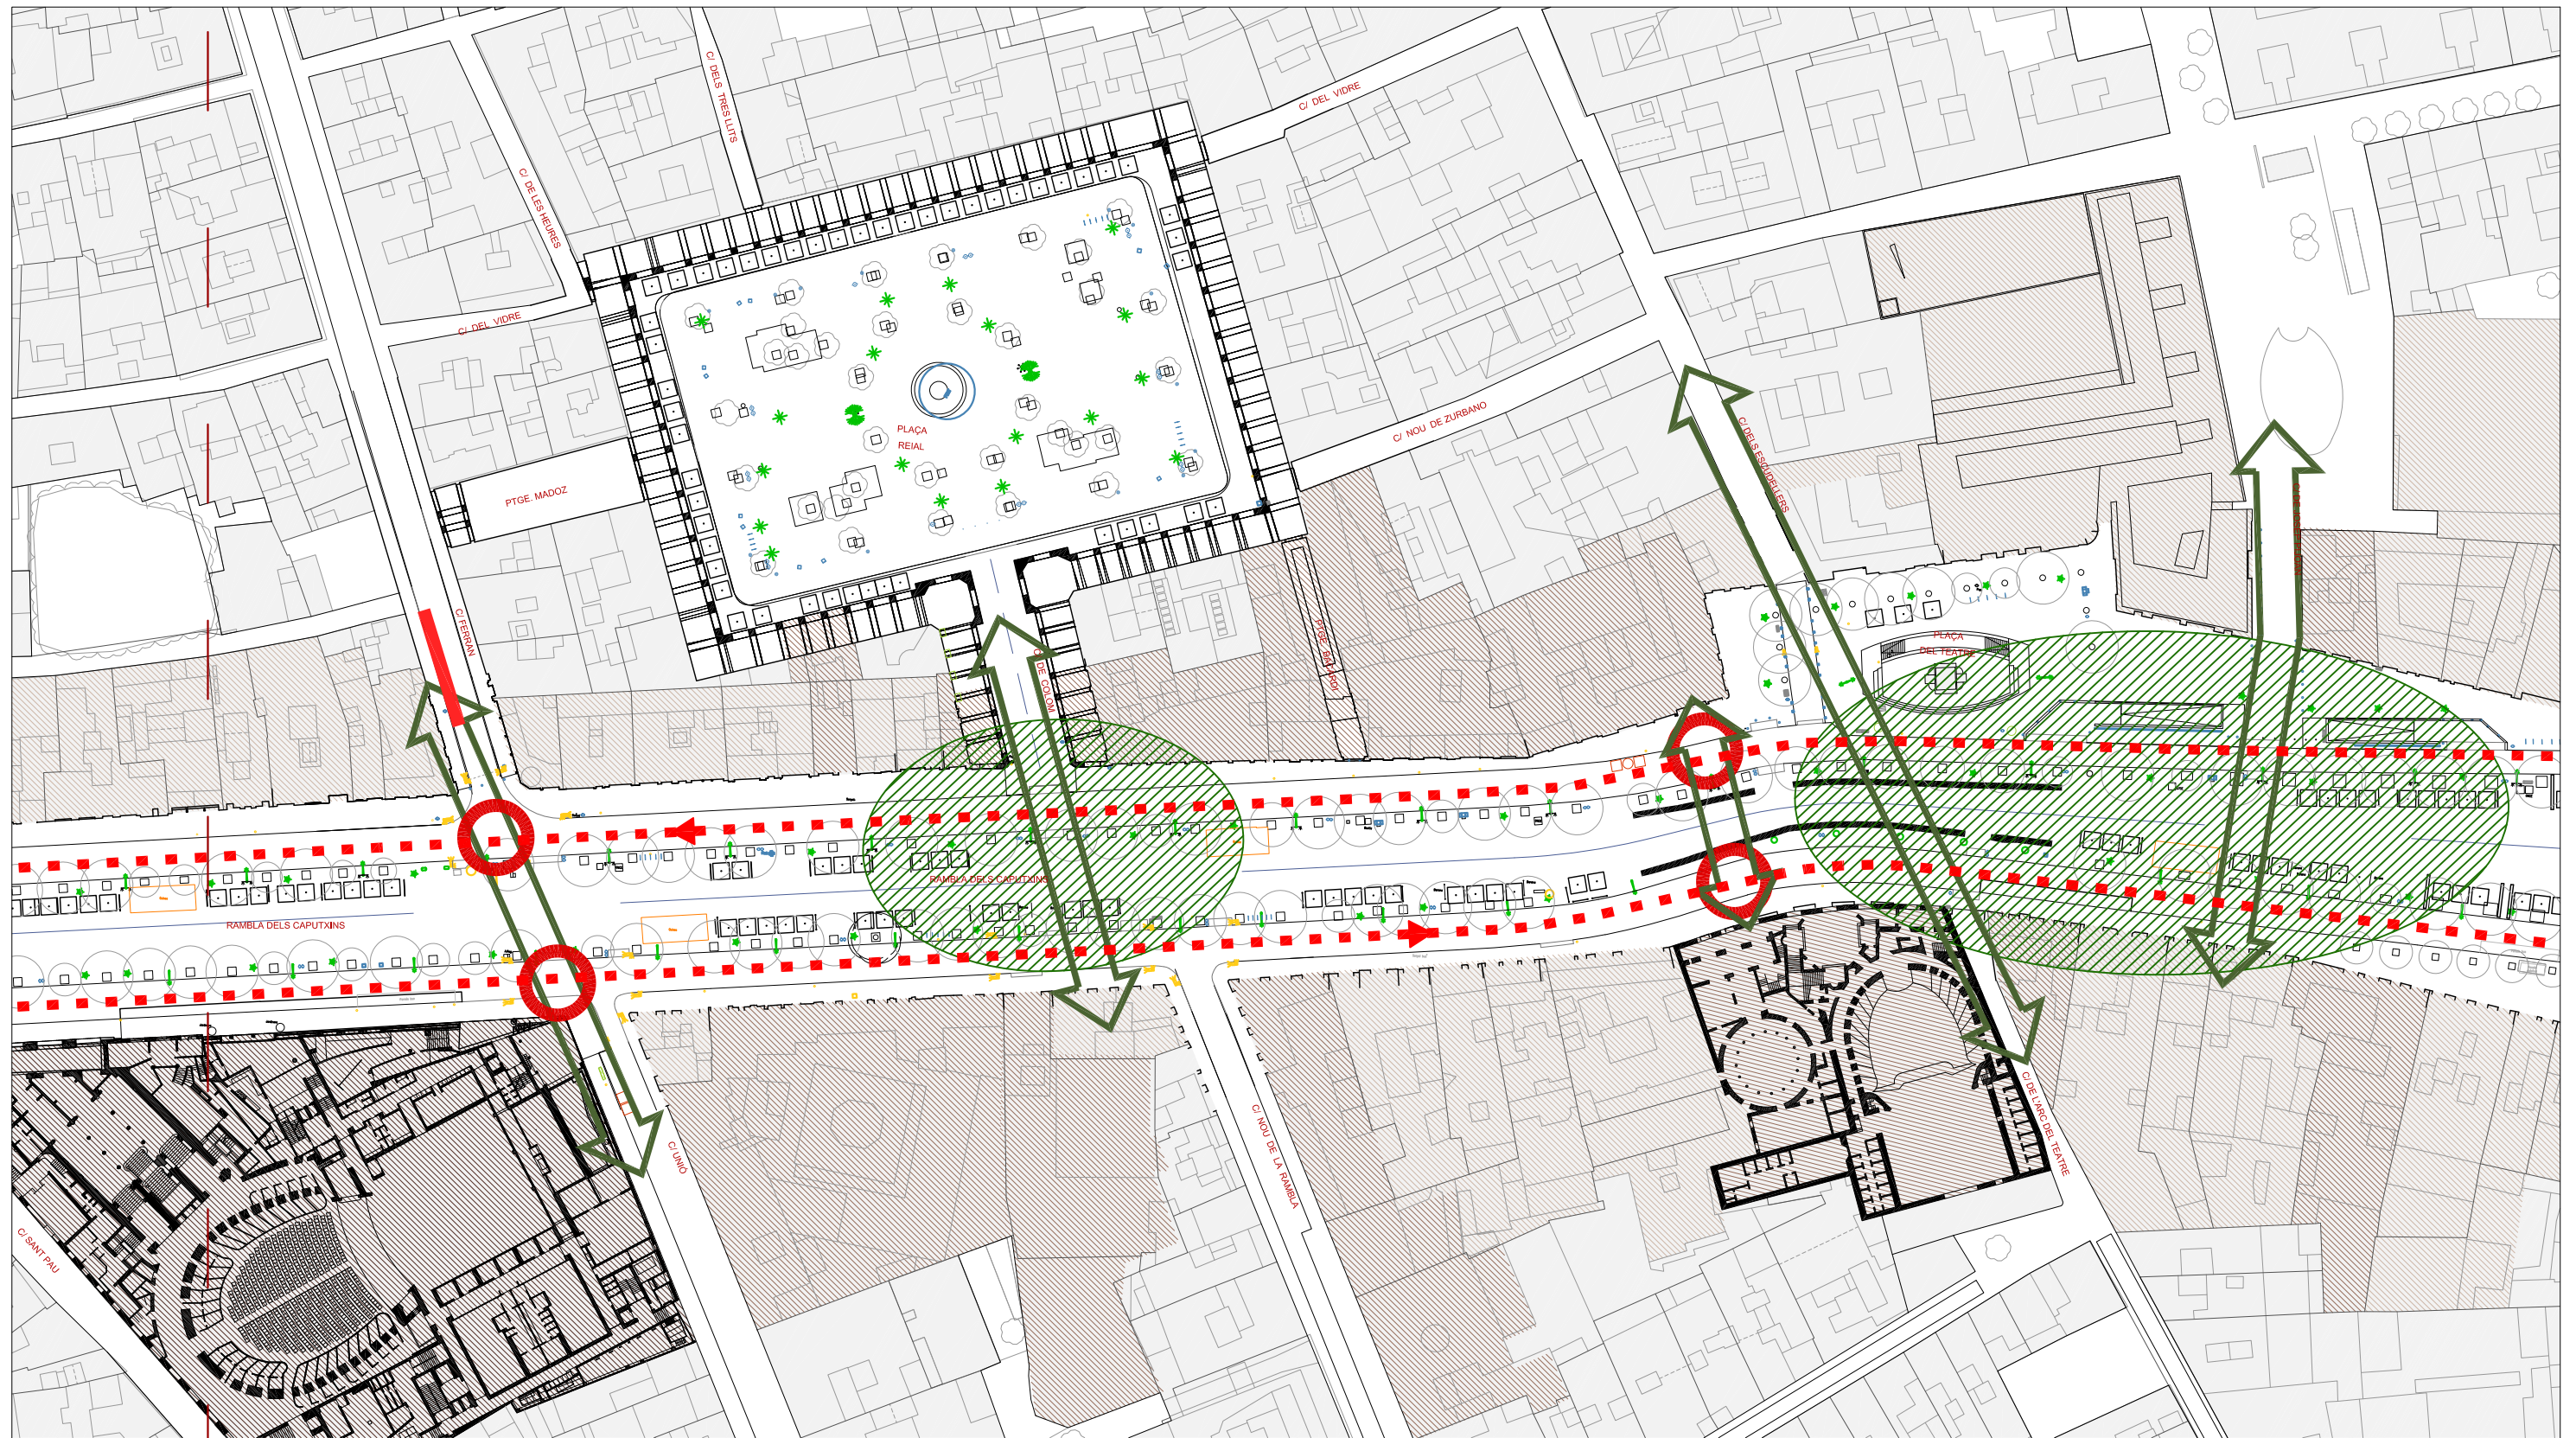 C/ DELS TRES LLITS
C/ DEL VIDRE
C/ DE LES HEURES
C/ DEL VIDRE
C/ NOU DE ZURBANO
C/ DELS ESCUDELLERS
PLAÇA
REIAL
PTGE. MADOZ
C/ FERRAN
C/ DE COLOM
PTGE. BACARDI
PLAÇA
DEL TEATRE
RAMBLA DELS CAPUTXINS
RAMBLA DELS CAPUTXINS
C/ UNIÓ
C/ NOU DE LA RAMBLA
C/ DE L'ARC DEL TEATRE
C/ SANT PAU